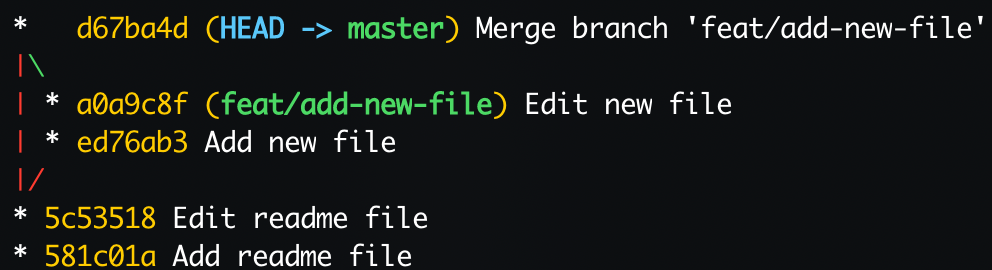 *   d67ba4d (HEAD -> master) Merge branch 'feat/add-new-file'
|\
| * a0a9c8f (feat/add-new-file) Edit new file
| * ed76ab3 Add new file
|/
* 5c53518 Edit readme file
* 581c01a Add readme file